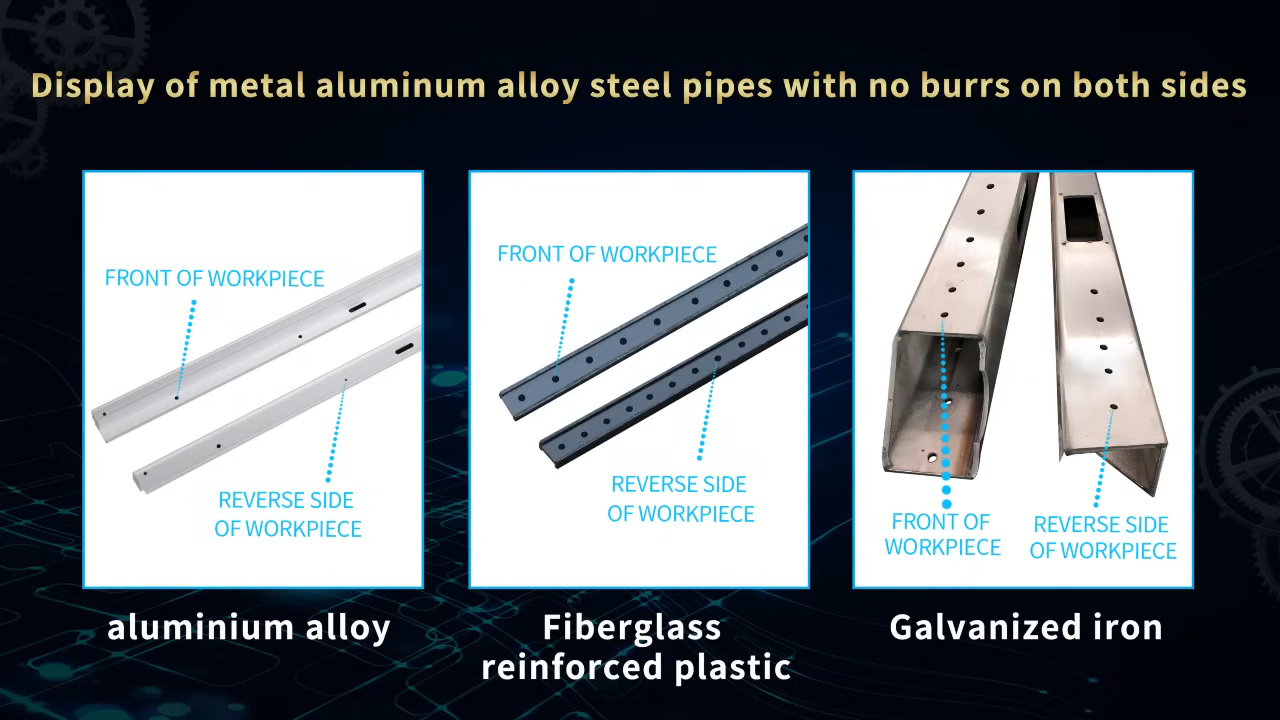 Display of metal aluminum alloy steel pipes with no burrs on both sides
FRONT OF WORKPIECE
REVERSE SIDE
OF WORKPIECE
aluminium alloy
FRONT OF WORKPIECE
REVERSE SIDE
OF WORKPIECE
Fiberglass
reinforced plastic
FRONT OF
WORKPIECE
REVERSE SIDE
OF WORKPIECE
Galvanized iron